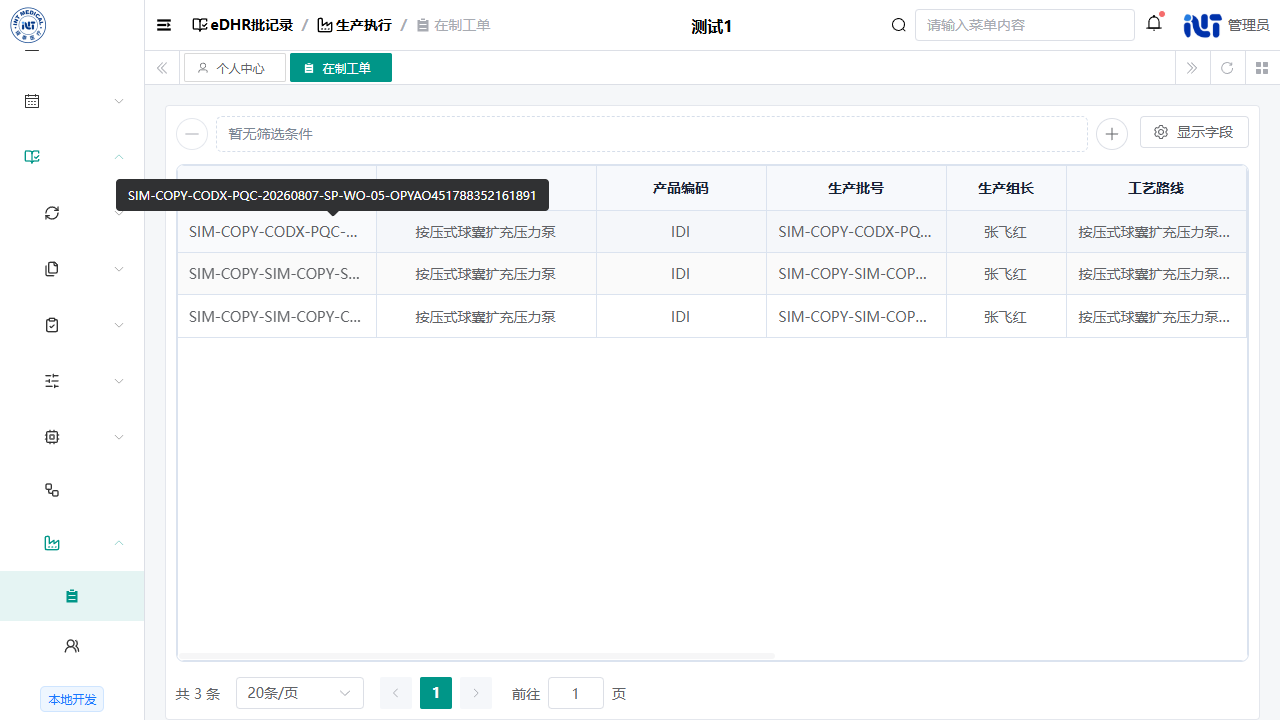 eDHR批记录 / 生产执行 / 在制工单
测试1
请输入菜单内容
管理员
个人中心
在制工单
暂无筛选条件
显示字段
产品编码
生产批号
生产组长
工艺路线
SIM-COPY-CODX-PQC-20260807-SP-WO-05-OPYAO451788352161891
SIM-COPY-CODX-PQC-... 按压式球囊扩充压力泵 IDI SIM-COPY-CODX-PQ... 张飞红 按压式球囊扩充压力泵...
SIM-COPY-SIM-COPY-S... 按压式球囊扩充压力泵 IDI SIM-COPY-SIM-COP... 张飞红 按压式球囊扩充压力泵...
SIM-COPY-SIM-COPY-C... 按压式球囊扩充压力泵 IDI SIM-COPY-SIM-COP... 张飞红 按压式球囊扩充压力泵...
本地开发
共 3 条
20条/页
1
前往 1 页